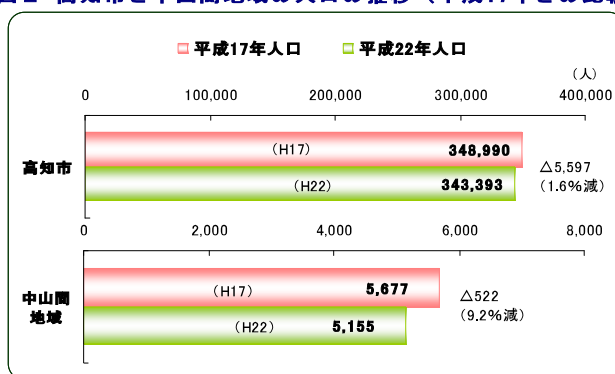 平成17年人口 平成22年人口
(人)
0 100,000 200,000 300,000 400,000
高知市
(H17) 348,990
(H22) 343,393
△5,597
(1.6%減)
0 2,000 4,000 6,000 8,000
中山間
地域
(H17) 5,677
(H22) 5,155
△522
(9.2%減)